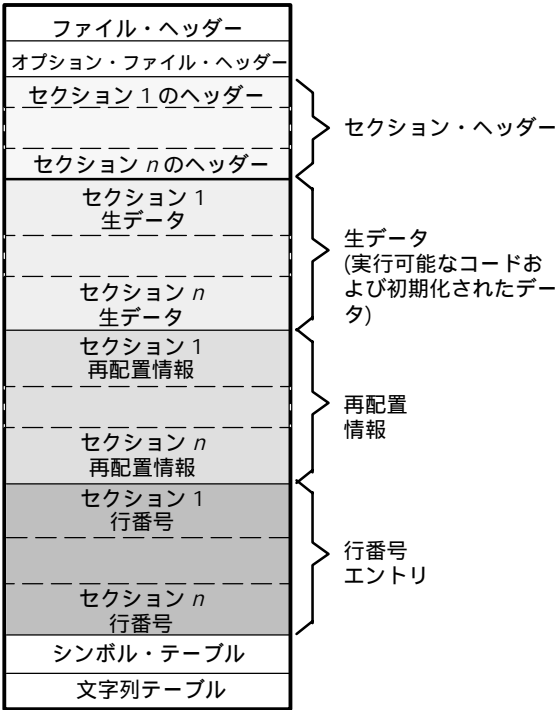 ファイル・ヘッダー
オプション・ファイル・ヘッダー
セクション 1 のヘッダー
セクション n のヘッダー
セクション・ヘッダー
セクション 1
生データ
セクション n
生データ
生データ
(実行可能なコードお
よび初期化されたデー
タ)
セクション 1
再配置情報
セクション n
再配置情報
再配置
情報
セクション 1
行番号
セクション n
行番号
行番号
エントリ
シンボル・テーブル
文字列テーブル